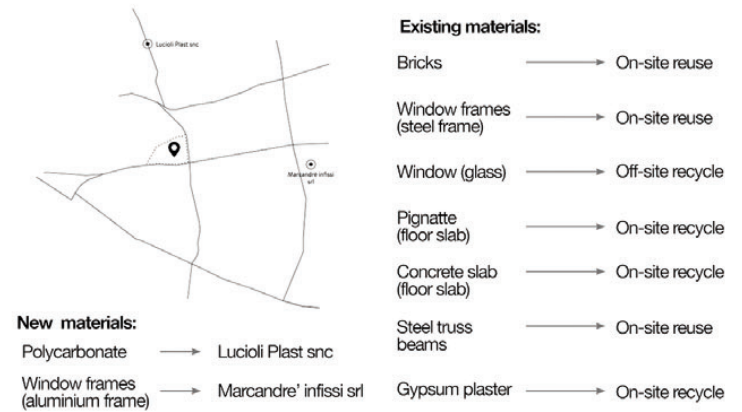 Lucioli Plast snc
Marcandré infissi
srl
New materials:
Polycarbonate Lucioli Plast snc
Window frames
(aluminium frame) Marcandre' infissi srl
Existing materials:
Bricks On-site reuse
Window frames
(steel frame) On-site reuse
Window (glass) Off-site recycle
Pignatte
(floor slab) On-site recycle
Concrete slab
(floor slab) On-site recycle
Steel truss
beams On-site reuse
Gypsum plaster On-site recycle